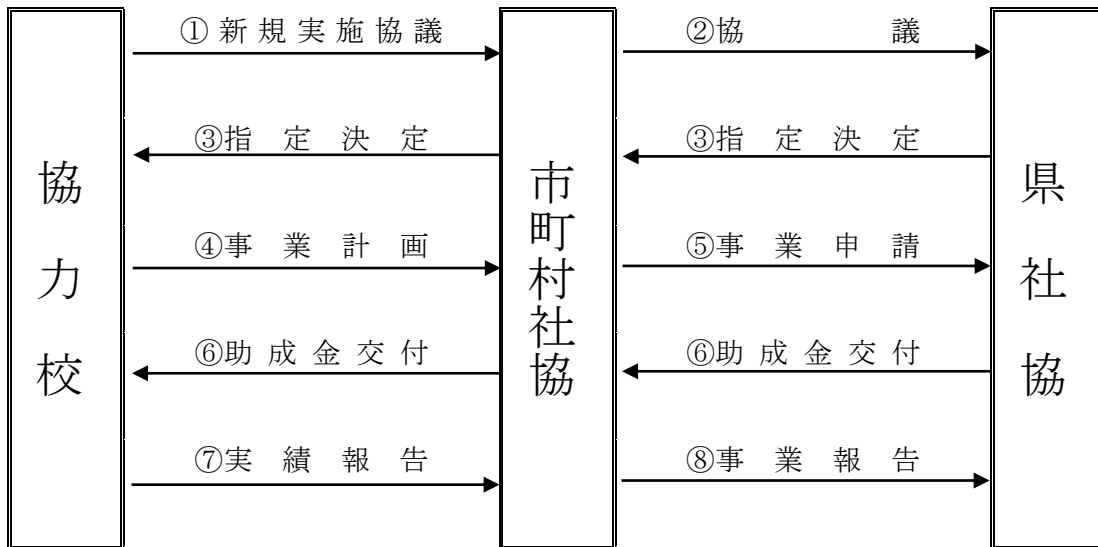 ①新規実施協議
②協議
③指定決定
③指定決定
協力校
市町村社協
県社協
④事業計画
⑤事業申請
⑥助成金交付
⑥助成金交付
⑦実績報告
⑧事業報告